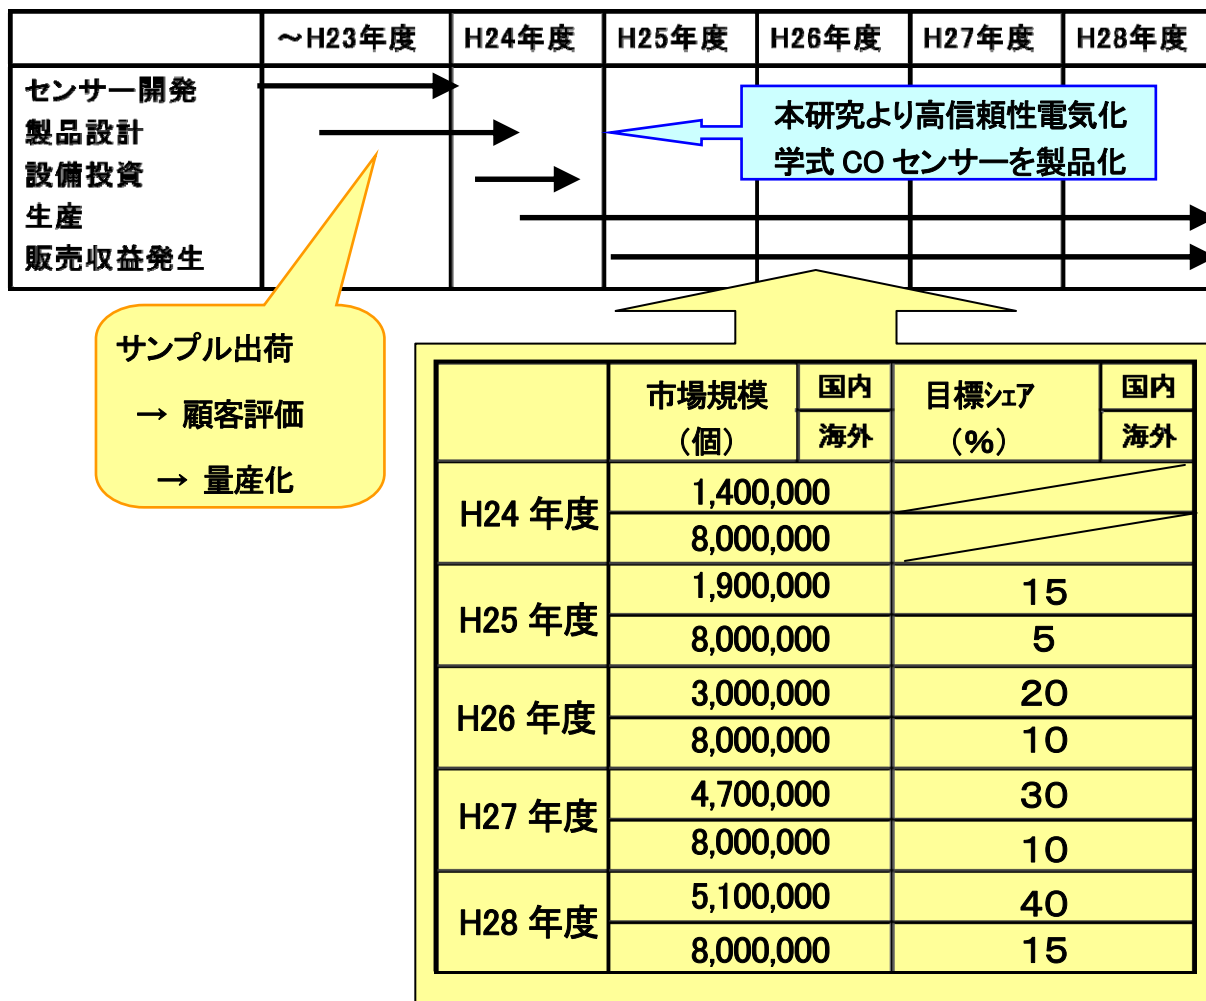 ～H23年度 H24年度 H25年度 H26年度 H27年度 H28年度
センサー開発
製品設計
設備投資
生産
販売収益発生
本研究より高信頼性電気化
学式 CO センサーを製品化
サンプル出荷
→ 顧客評価
→ 量産化
市場規模 国内 目標シェア 国内
（個） 海外 （%） 海外
H24 年度
1,400,000
8,000,000
H25 年度
1,900,000 15
8,000,000 5
H26 年度
3,000,000 20
8,000,000 10
H27 年度
4,700,000 30
8,000,000 10
H28 年度
5,100,000 40
8,000,000 15